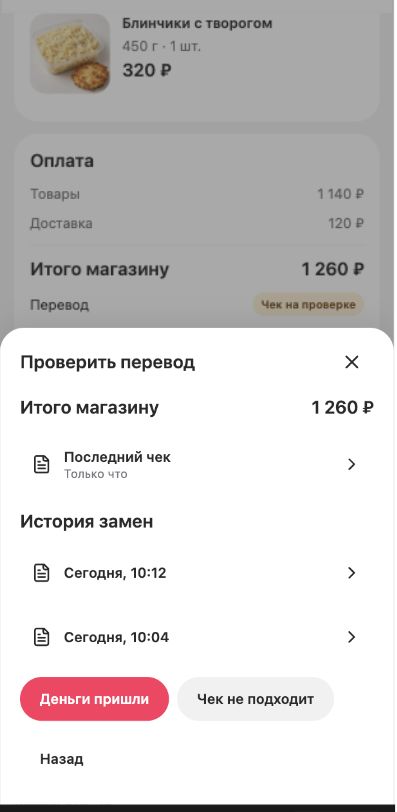 Блинчики с творогом
450 г · 1 шт.
320 ₽
Оплата
Товары 1 140 ₽
Доставка 120 ₽
Итого магазину 1 260 ₽
Перевод Чек на проверке
Проверить перевод
Итого магазину 1 260 ₽
Последний чек
Только что
История замен
Сегодня, 10:12
Сегодня, 10:04
Деньги пришли Чек не подходит
Назад